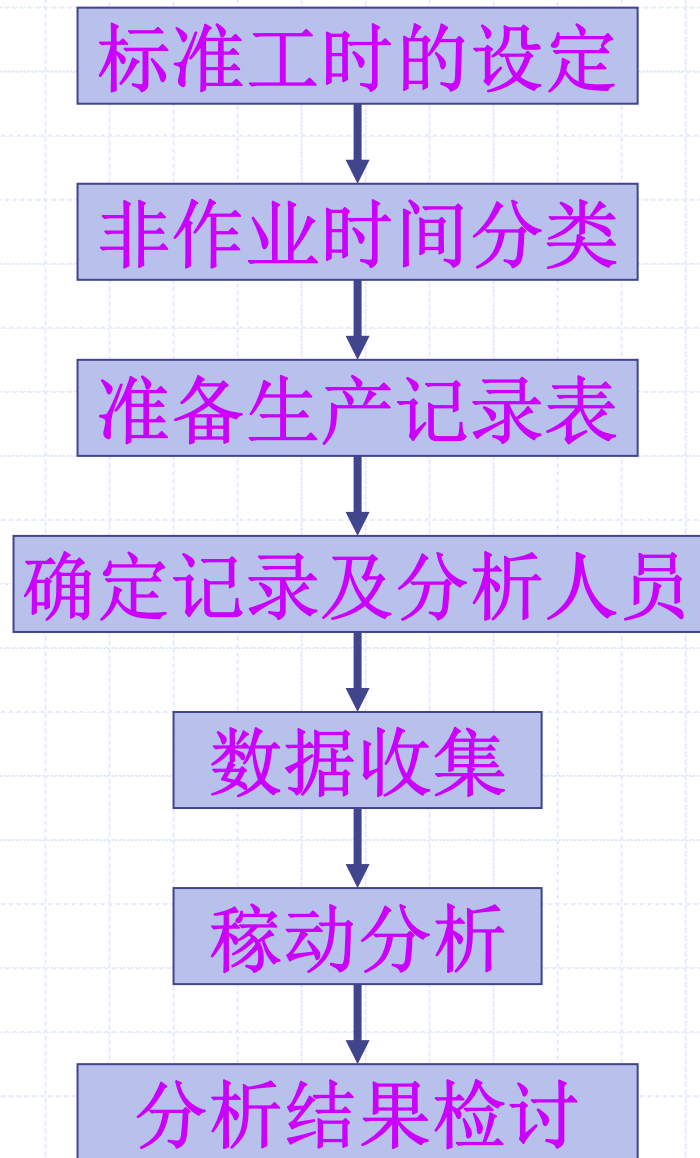 标准工时的设定
非作业时间分类
准备生产记录表
确定记录及分析人员
数据收集
稼动分析
分析结果检讨